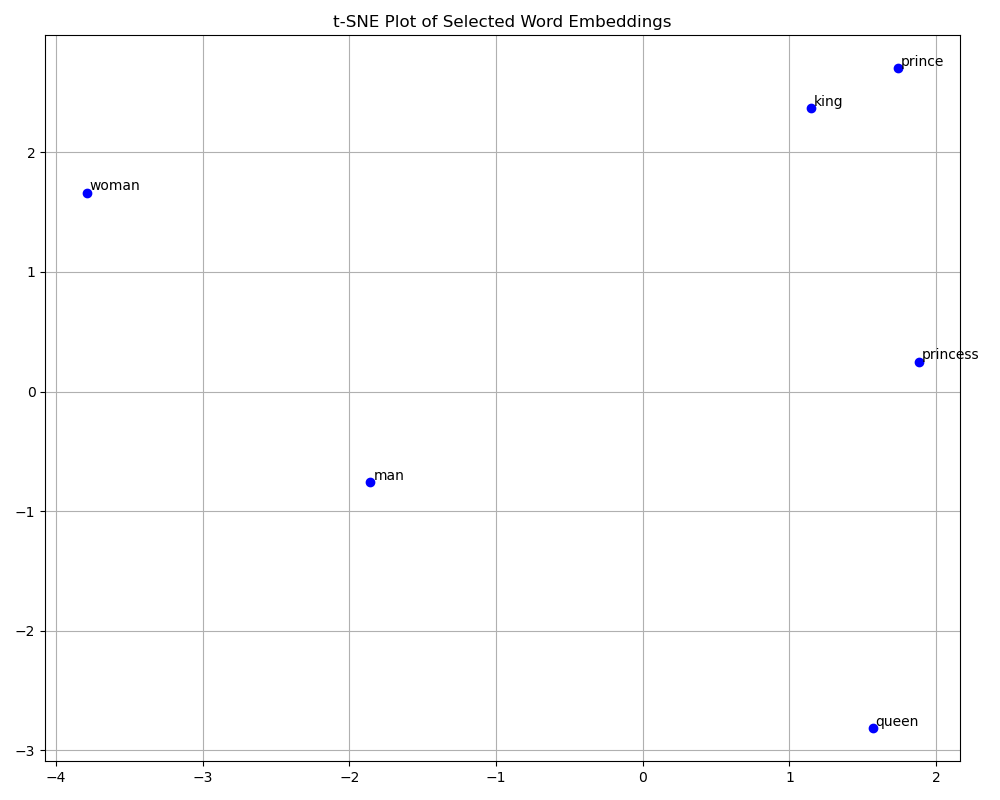 t-SNE Plot of Selected Word Embeddings
prince
king
2
woman
1
princess
0
man
−1
−2
queen
−3
−4 −3 −2 −1 0 1 2